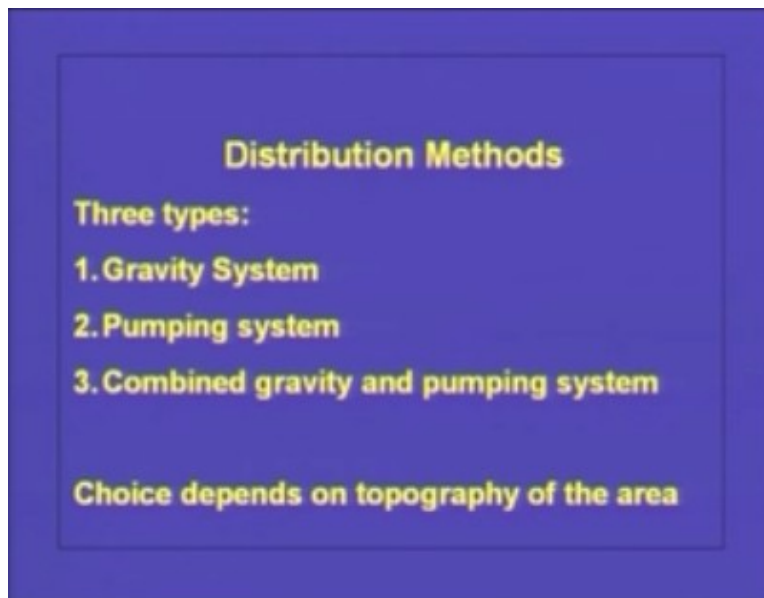 Distribution Methods
Three types:
1. Gravity System
2. Pumping system
3. Combined gravity and pumping system
Choice depends on topography of the area